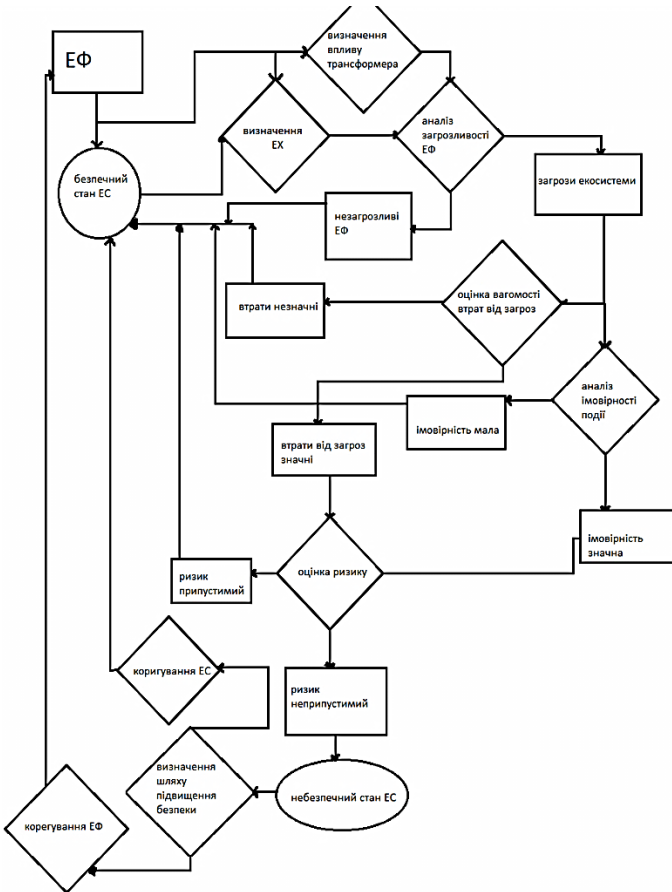 ЕФ
визначення
впливу
трансформера
визначення
ЕХ
аналіз
загрозливості
ЕФ
безпечний
стан ЕС
загрози екосистеми
незагрозливі
ЕФ
втрати незначні
оцінка вагомості
втрат від загроз
аналіз
імовірності
події
імовірність мала
втрати від загроз
значні
імовірність
значна
оцінка ризику
ризик
припустимий
коригування ЕС
ризик
неприпустимий
визначення
шляху
підвищення
безпеки
небезпечний стан ЕС
корегування ЕФ